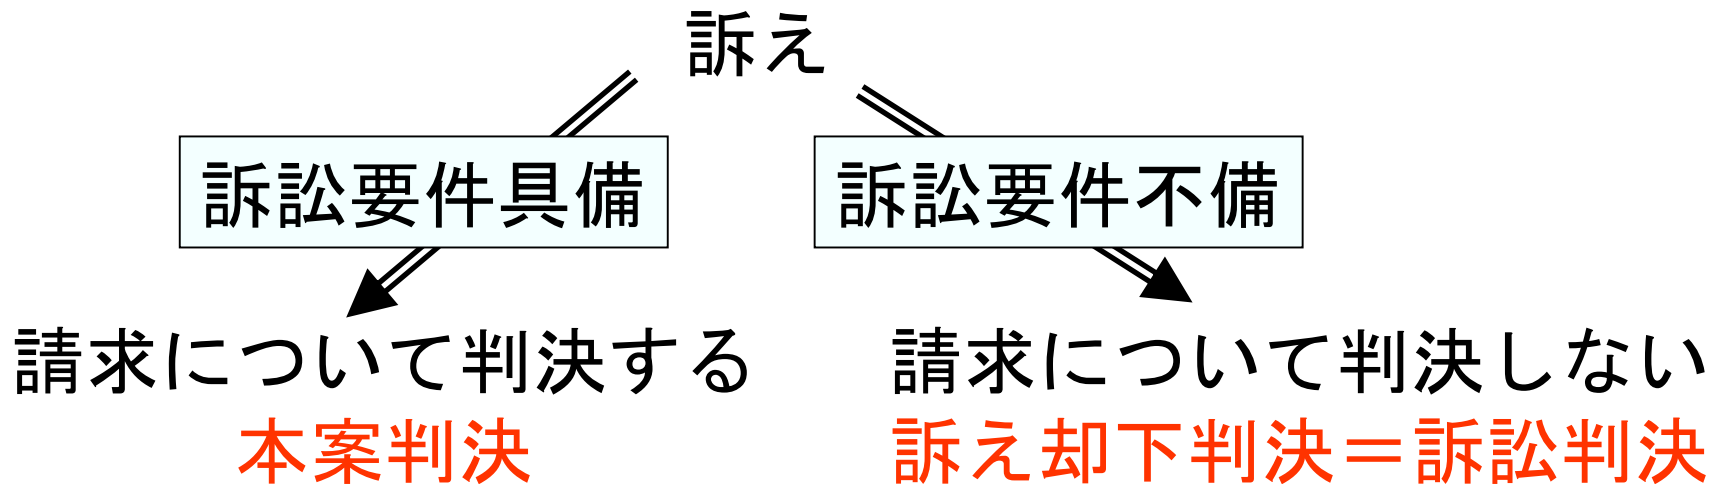 訴え
訴訟要件具備
訴訟要件不備
請求について判決する
本案判決
請求について判決しない
訴え却下判決＝訴訟判決